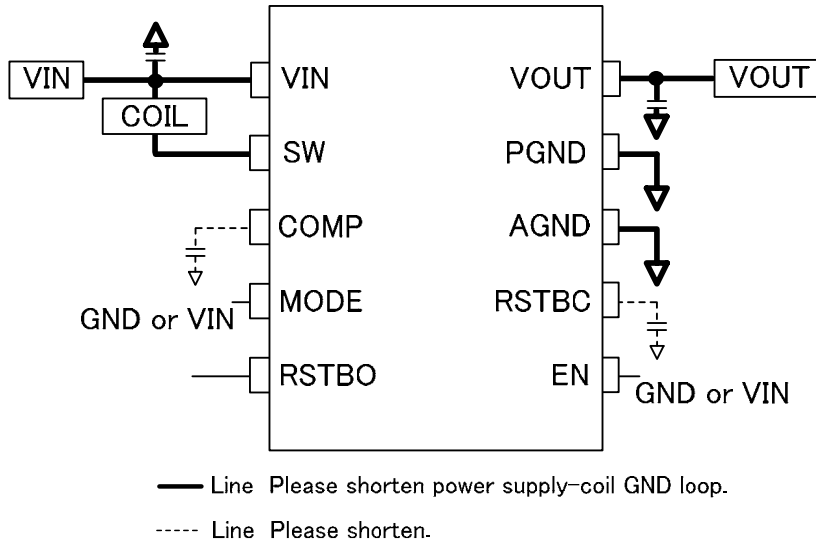 VIN
VIN
VOUT
VOUT
COIL
SW
PGND
COMP
AGND
GND or VIN
MODE
RSTBC
RSTBO
EN
GND or VIN
Line Please shorten power supply-coil GND loop.
Line Please shorten.